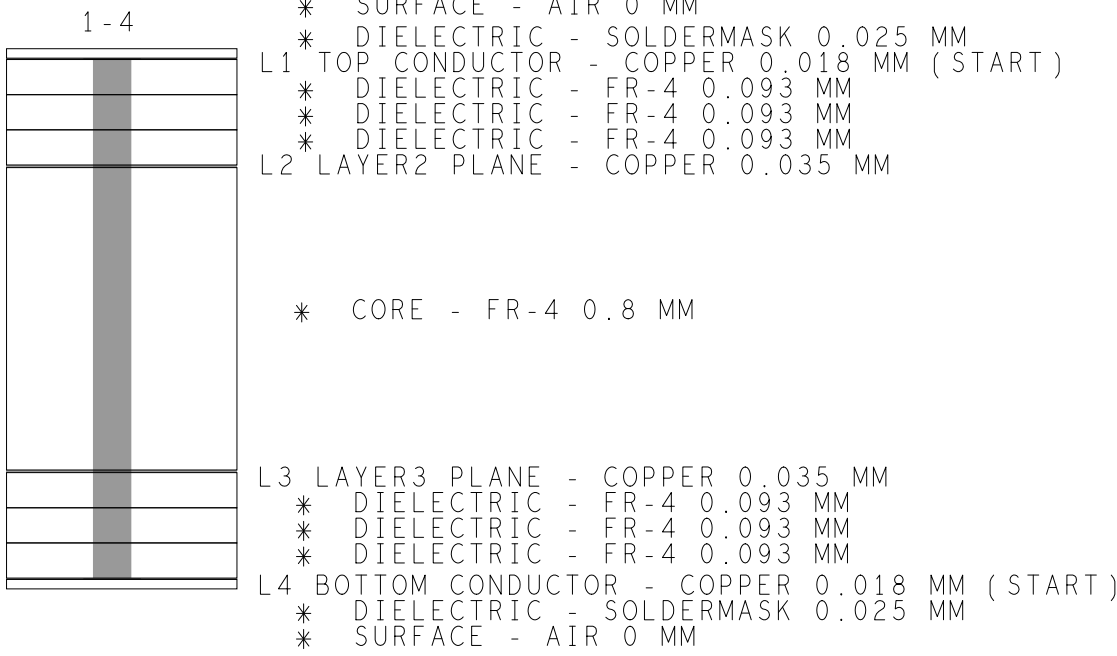 * SURFACE - AIR 0 MM
1-4
* DIELECTRIC - SOLDERMASK 0.025 MM
L1 TOP CONDUCTOR - COPPER 0.018 MM (START)
* DIELECTRIC - FR-4 0.093 MM
* DIELECTRIC - FR-4 0.093 MM
* DIELECTRIC - FR-4 0.093 MM
L2 LAYER2 PLANE - COPPER 0.035 MM
* CORE - FR-4 0.8 MM
L3 LAYER3 PLANE - COPPER 0.035 MM
* DIELECTRIC - FR-4 0.093 MM
* DIELECTRIC - FR-4 0.093 MM
* DIELECTRIC - FR-4 0.093 MM
L4 BOTTOM CONDUCTOR - COPPER 0.018 MM (START)
* DIELECTRIC - SOLDERMASK 0.025 MM
* SURFACE - AIR 0 MM